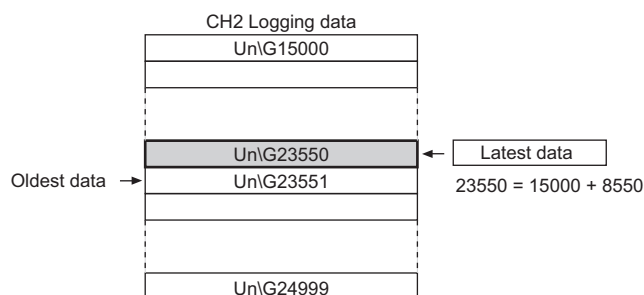 CH2 Logging data
Un\G15000
Un\G23550
Latest data
Oldest data
Un\G23551
23550 = 15000 + 8550
Un\G24999